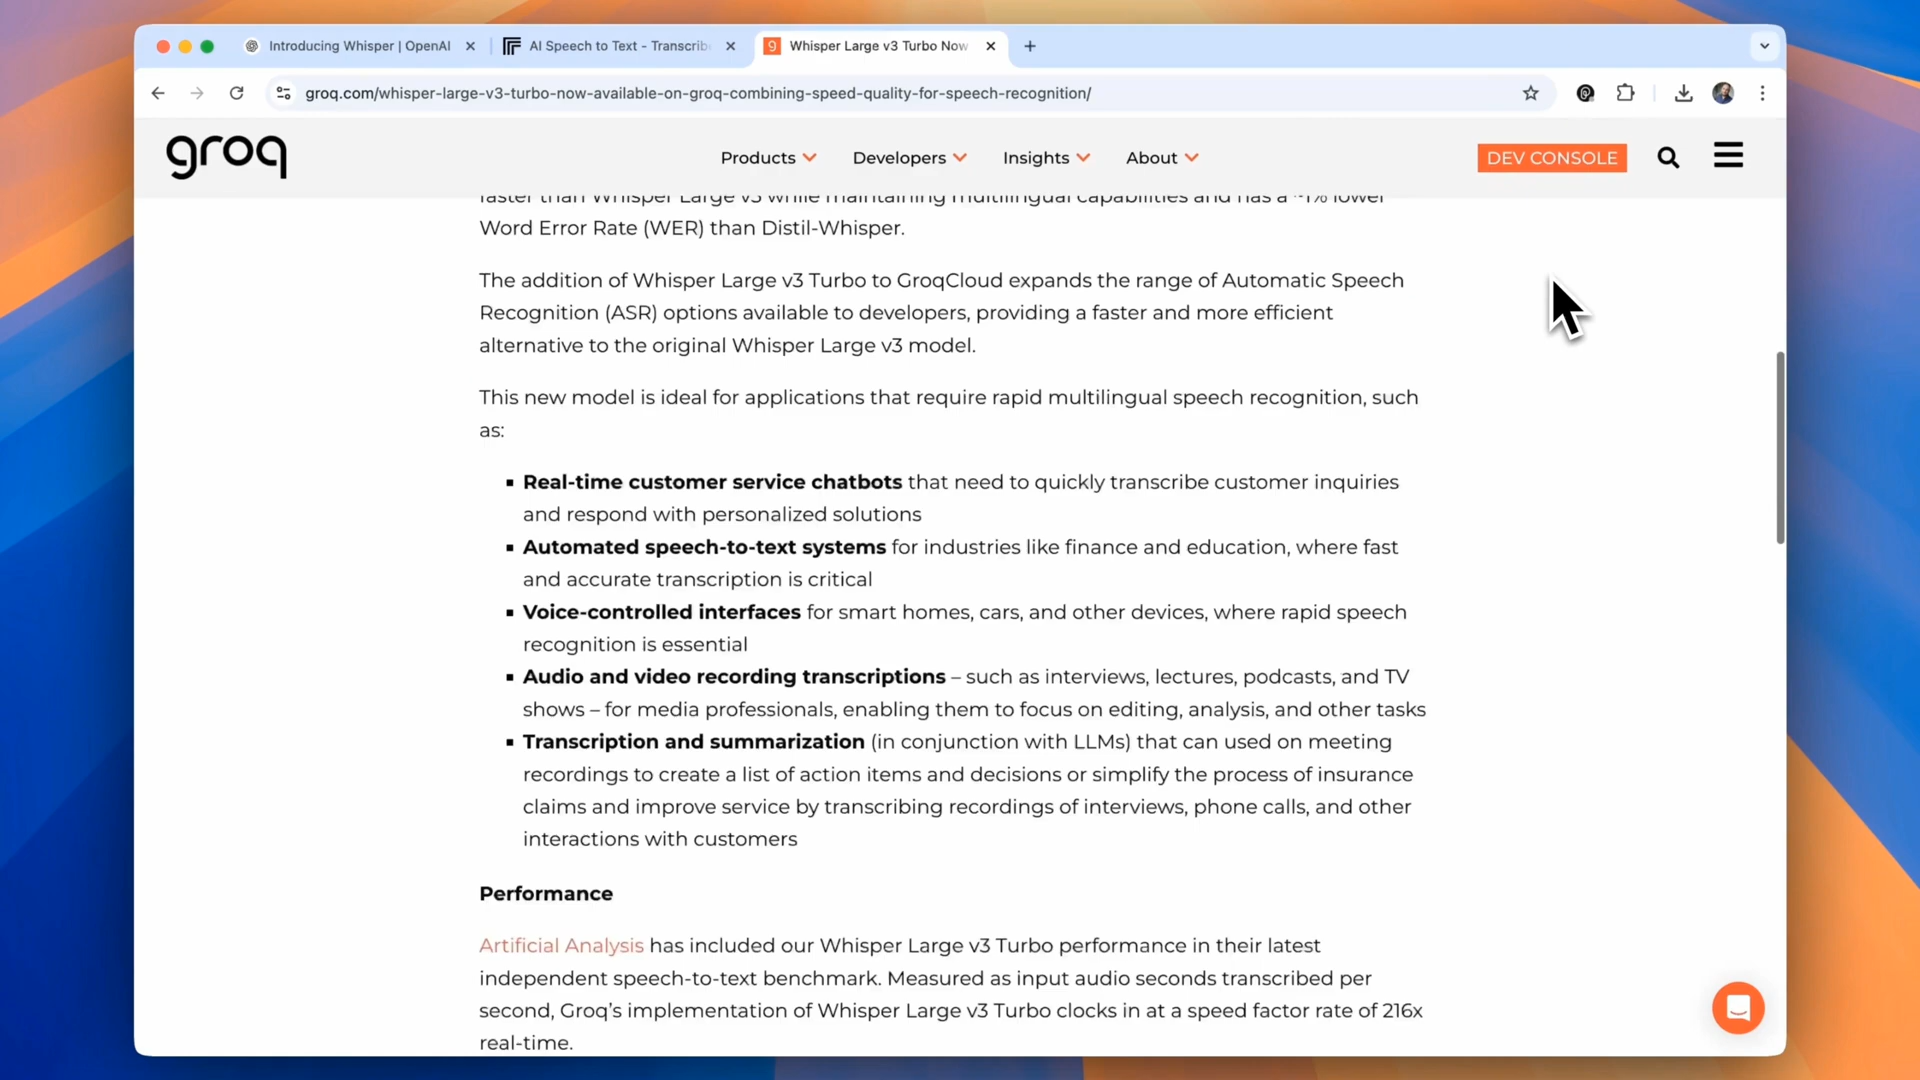 Introducing Whisper | OpenAI
AI Speech to Text - Transcrib
Whisper Large v3 Turbo Now
groq.com/whisper-large-v3-turbo-now-available-on-groq-combining-speed-quality-for-speech-recognition/
groq
Products
Developers
Insights
About
DEV CONSOLE
faster than Whisper Large v3 while maintaining multilingual capabilities and has a ~1% lower
Word Error Rate (WER) than Distil-Whisper.
The addition of Whisper Large v3 Turbo to GroqCloud expands the range of Automatic Speech
Recognition (ASR) options available to developers, providing a faster and more efficient
alternative to the original Whisper Large v3 model.
This new model is ideal for applications that require rapid multilingual speech recognition, such
as:
▪ Real-time customer service chatbots that need to quickly transcribe customer inquiries
and respond with personalized solutions
▪ Automated speech-to-text systems for industries like finance and education, where fast
and accurate transcription is critical
▪ Voice-controlled interfaces for smart homes, cars, and other devices, where rapid speech
recognition is essential
▪ Audio and video recording transcriptions – such as interviews, lectures, podcasts, and TV
shows – for media professionals, enabling them to focus on editing, analysis, and other tasks
▪ Transcription and summarization (in conjunction with LLMs) that can used on meeting
recordings to create a list of action items and decisions or simplify the process of insurance
claims and improve service by transcribing recordings of interviews, phone calls, and other
interactions with customers
Performance
Artificial Analysis has included our Whisper Large v3 Turbo performance in their latest
independent speech-to-text benchmark. Measured as input audio seconds transcribed per
second, Groq’s implementation of Whisper Large v3 Turbo clocks in at a speed factor rate of 216x
real-time.